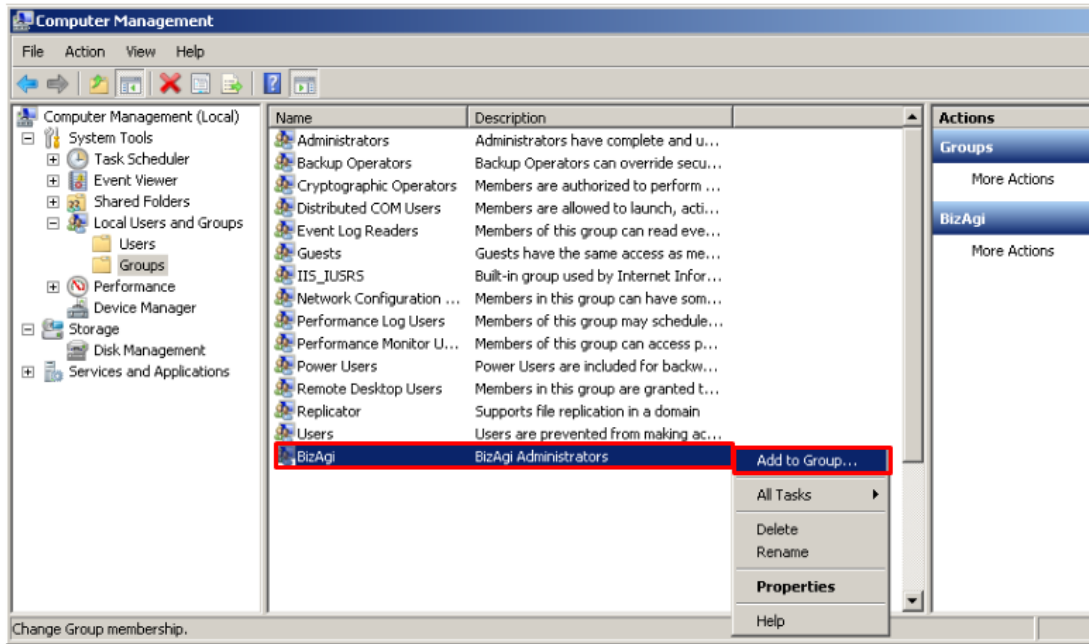 Computer Management
File Action View Help
Computer Management (Local)
System Tools
Task Scheduler
Event Viewer
Shared Folders
Local Users and Groups
Users
Groups
Performance
Device Manager
Storage
Disk Management
Services and Applications
Name Description
Administrators Administrators have complete and u...
Backup Operators Backup Operators can override secu...
Cryptographic Operators Members are authorized to perform ...
Distributed COM Users Members are allowed to launch, acti...
Event Log Readers Members of this group can read eve...
Guests Guests have the same access as me...
IIS_IUSRS Built-in group used by Internet Infor...
Network Configuration ... Members in this group can have som...
Performance Log Users Members of this group may schedule...
Performance Monitor U... Members of this group can access p...
Power Users Power Users are included for backw...
Remote Desktop Users Members in this group are granted t...
Replicator Supports file replication in a domain
Users Users are prevented from making ac...
BizAgi BizAgi Administrators
Add to Group...
All Tasks
Delete
Rename
Properties
Help
Actions
Groups
More Actions
BizAgi
More Actions
Change Group membership.